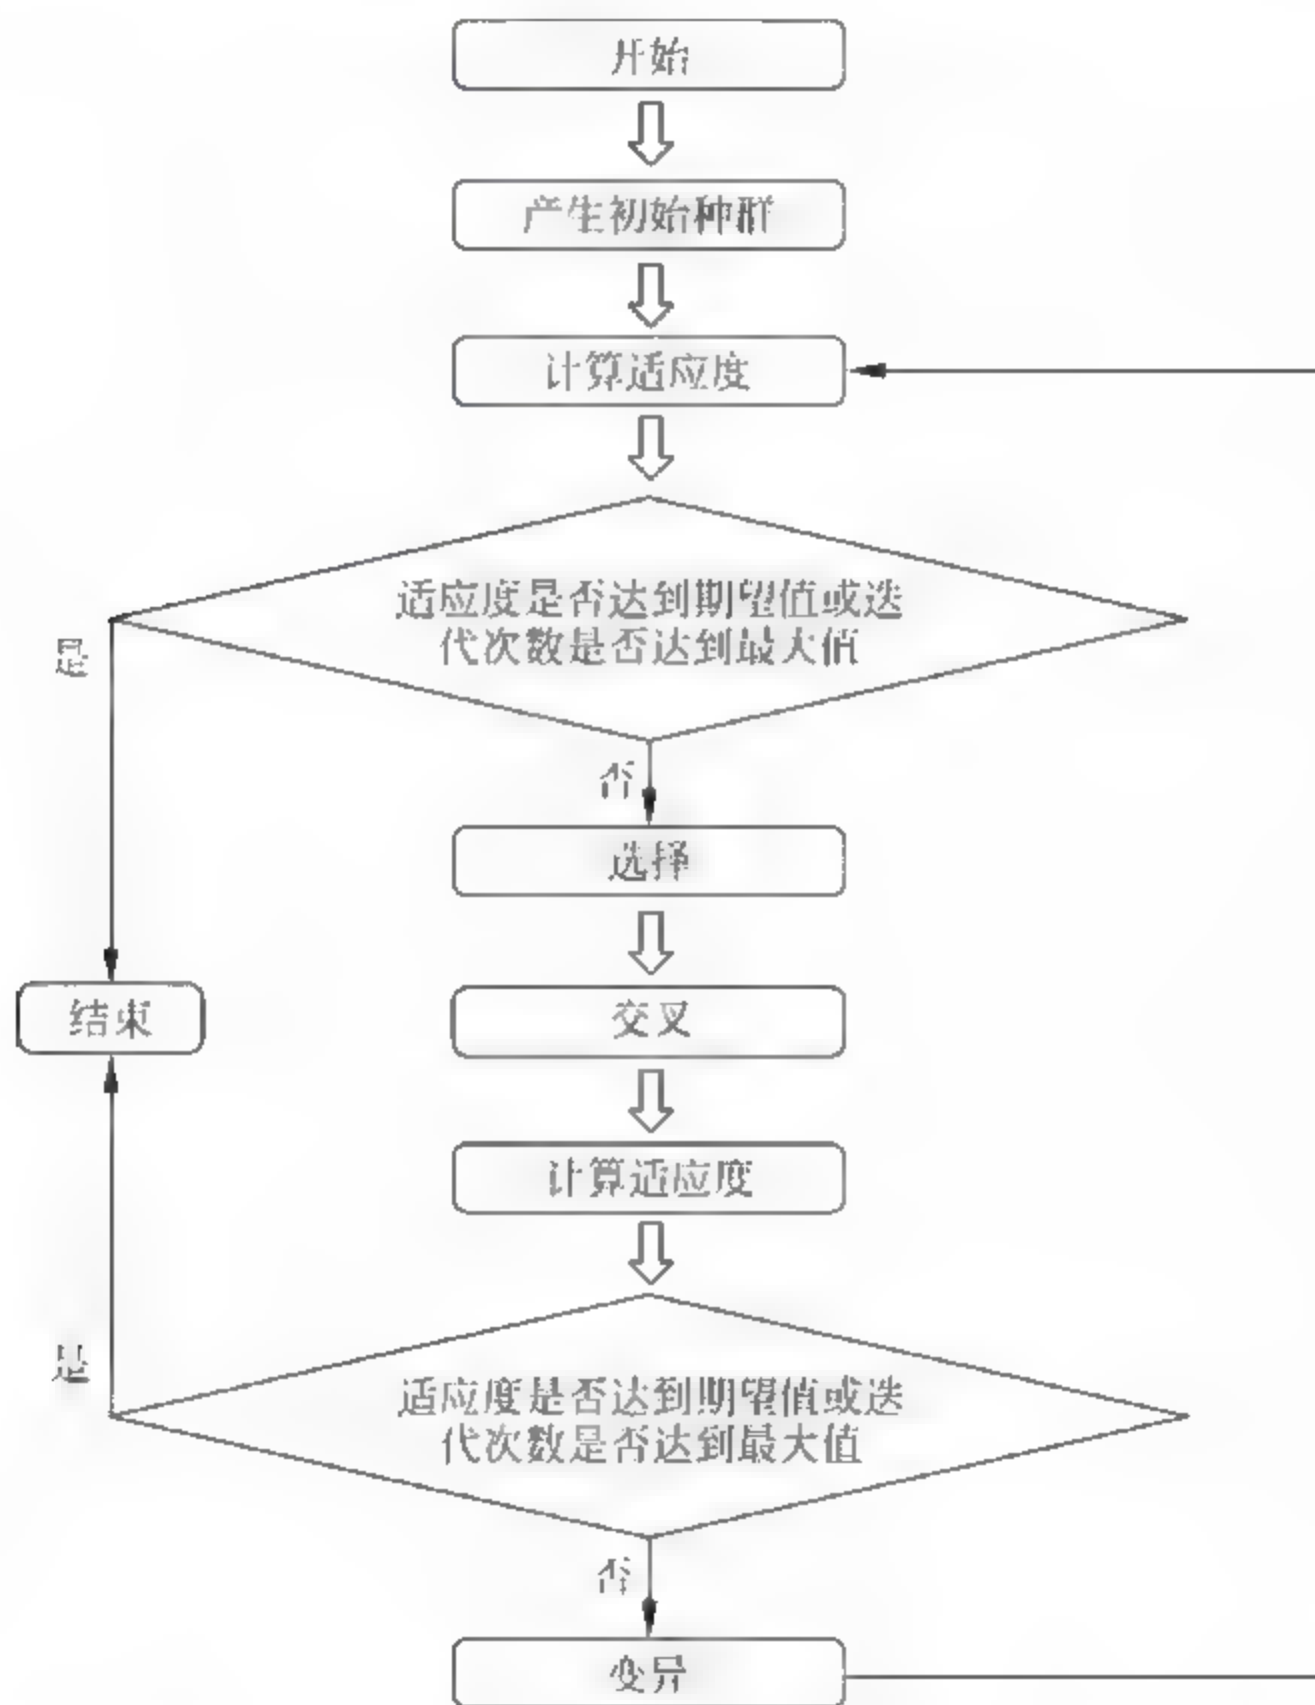 开始
产生初始种群
计算适应度
适应度是否达到期望值或迭
代次数是否达到最大值
是
否
选择
结束
交叉
计算适应度
是
适应度是否达到期望值或迭
代次数是否达到最大值
否
变异